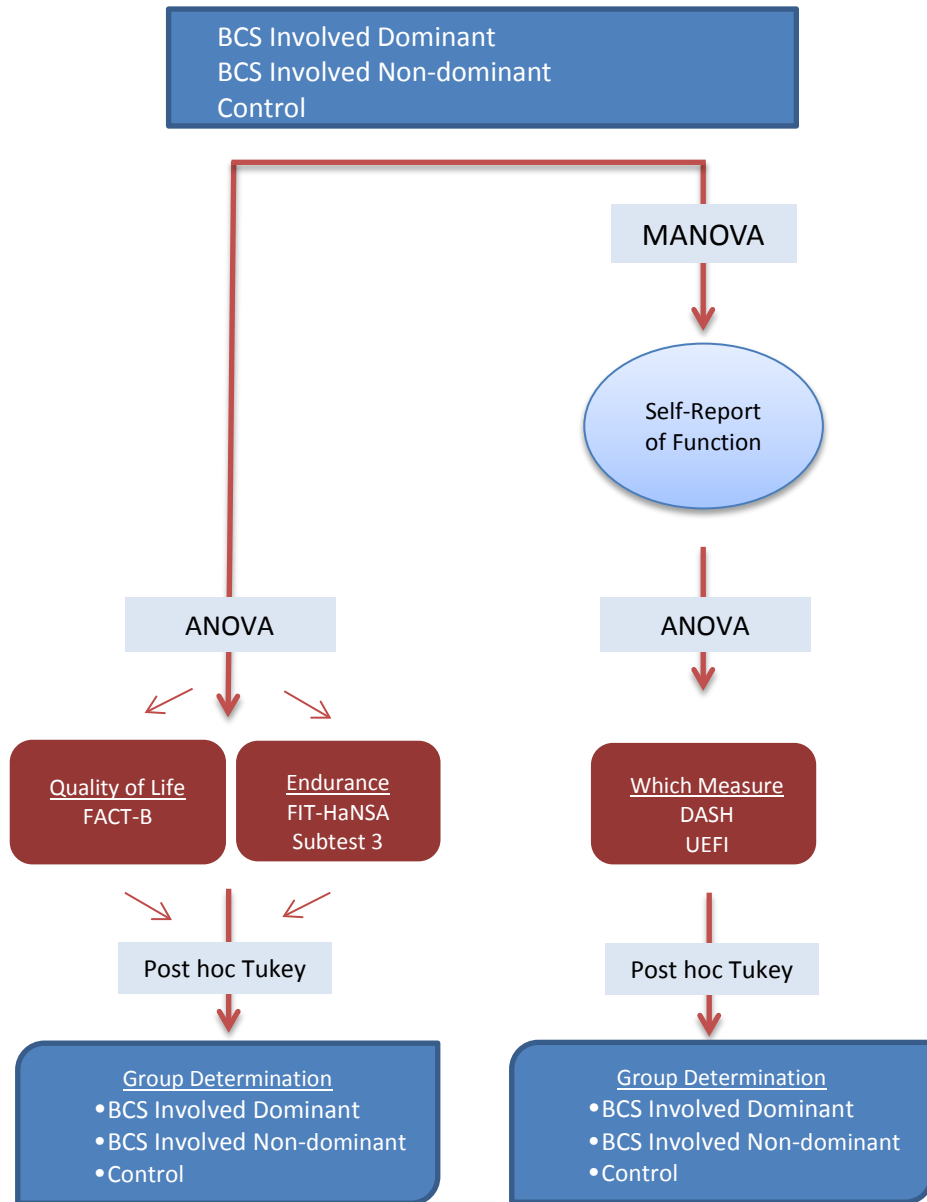 BCS Involved Dominant
BCS Involved Non-dominant
Control
MANOVA
Self-Report
of Function
ANOVA
ANOVA
Quality of Life
FACT-B
Endurance
FIT-HaNSA
Subtest 3
Which Measure
DASH
UEFI
Post hoc Tukey
Post hoc Tukey
Group Determination
•BCS Involved Dominant
•BCS Involved Non-dominant
•Control
Group Determination
•BCS Involved Dominant
•BCS Involved Non-dominant
•Control